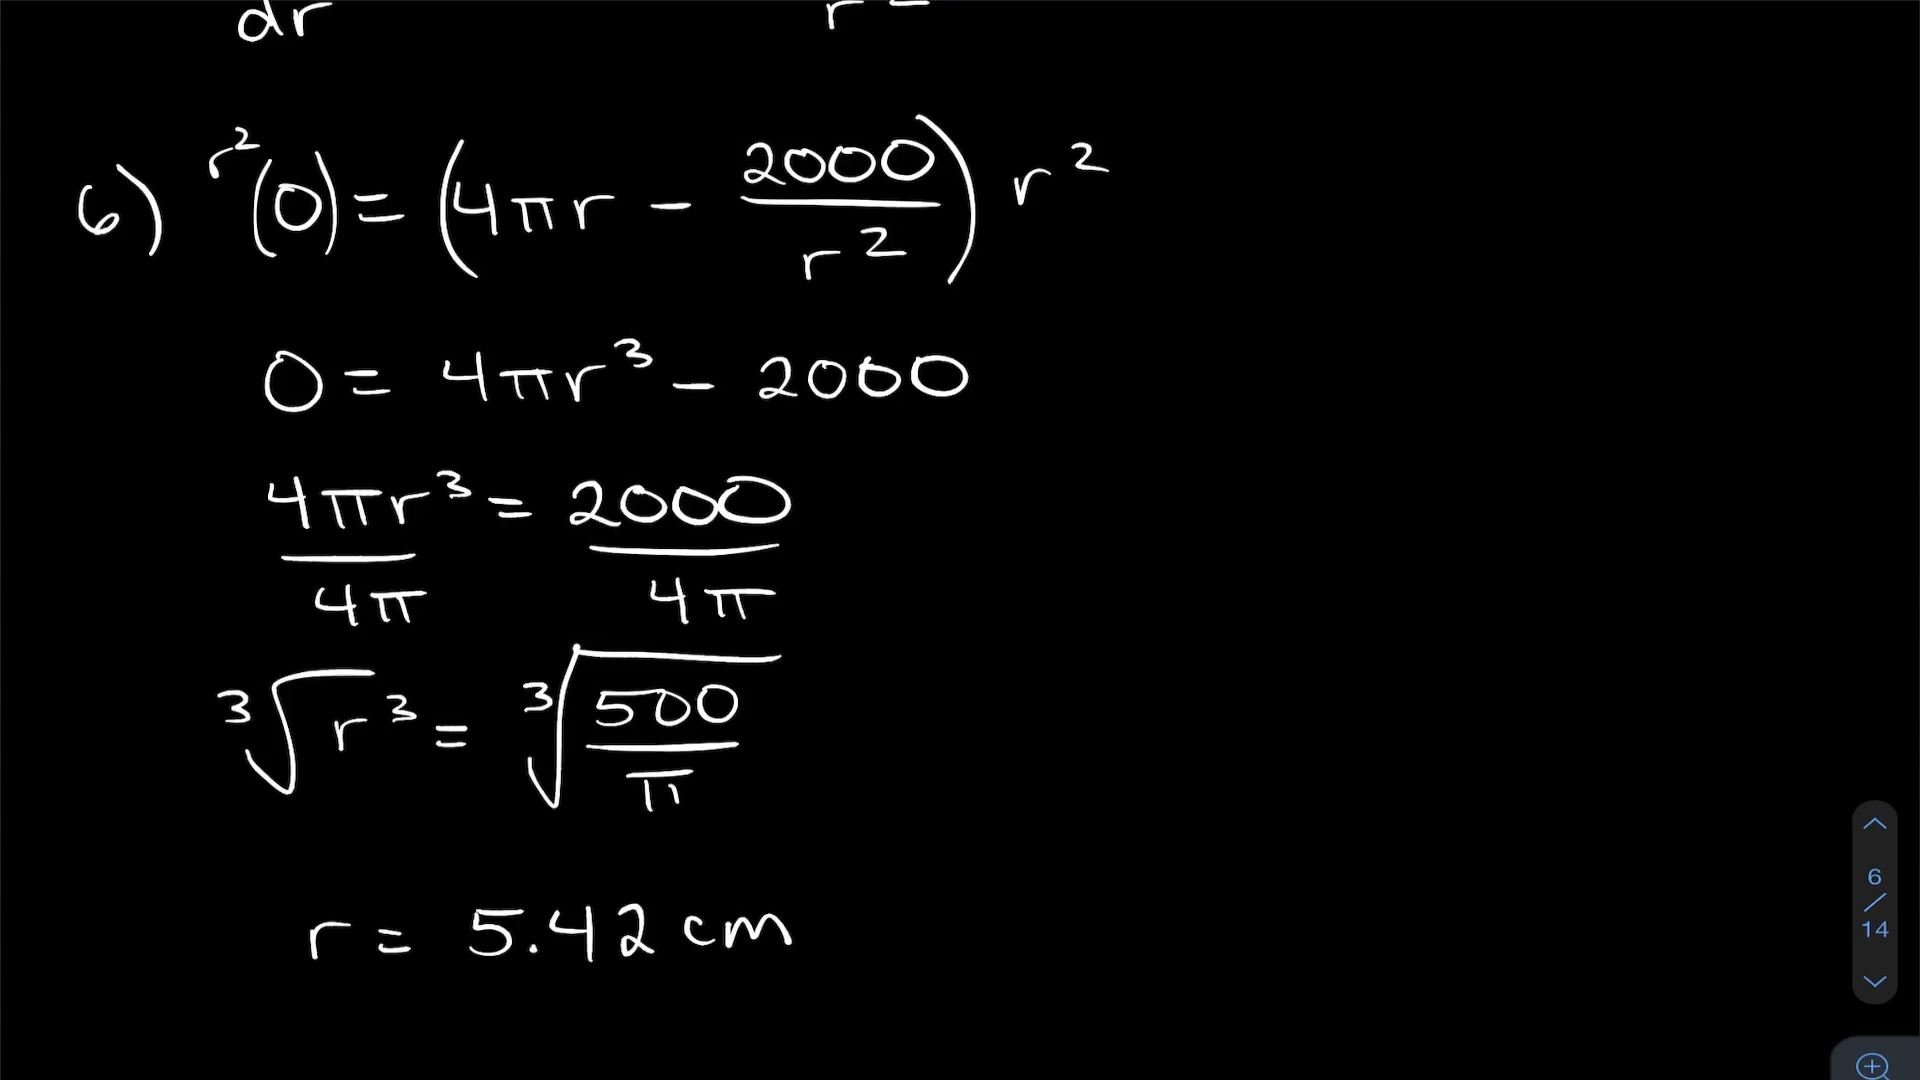 dr r²
6) r²(0) = (4πr − 2000/r²) r²
0 = 4πr³ − 2000
4πr³/4π = 2000/4π
∛r³ = ∛(500/π)
r = 5.42 cm
6
/
14